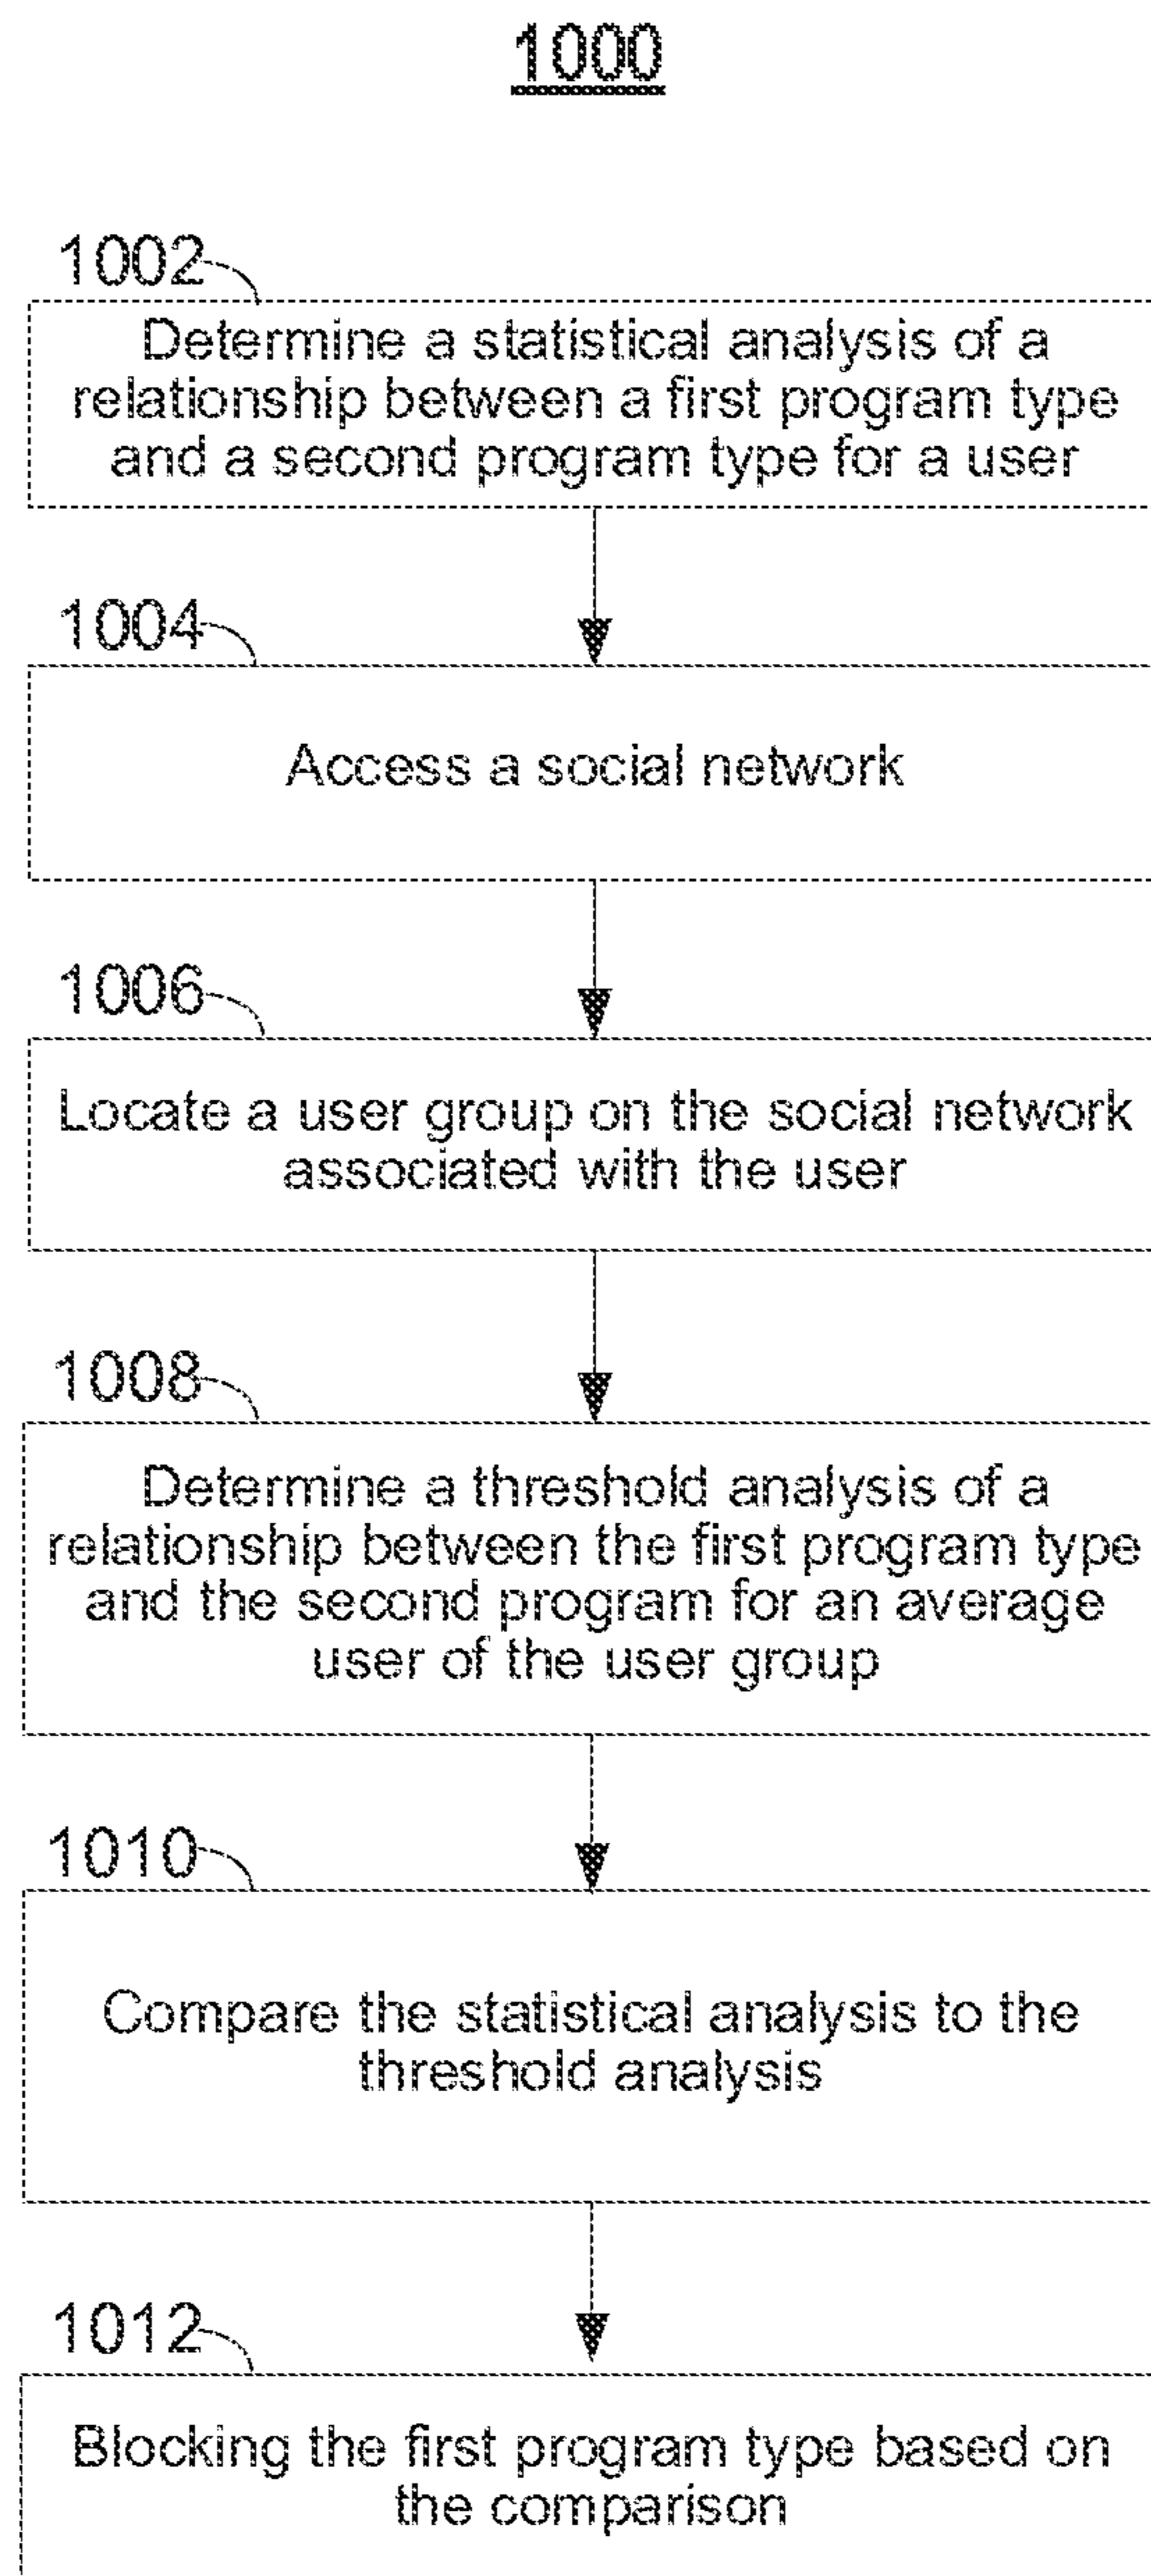 1000
1002
Determine a statistical analysis of a
relationship between a first program type
and a second program type for a user
1004
Access a social network
1006
Locate a user group on the social network
associated with the user
1008
Determine a threshold analysis of a
relationship between the first program type
and the second program for an average
user of the user group
1010
Compare the statistical analysis to the
threshold analysis
1012
Blocking the first program type based on
the comparison